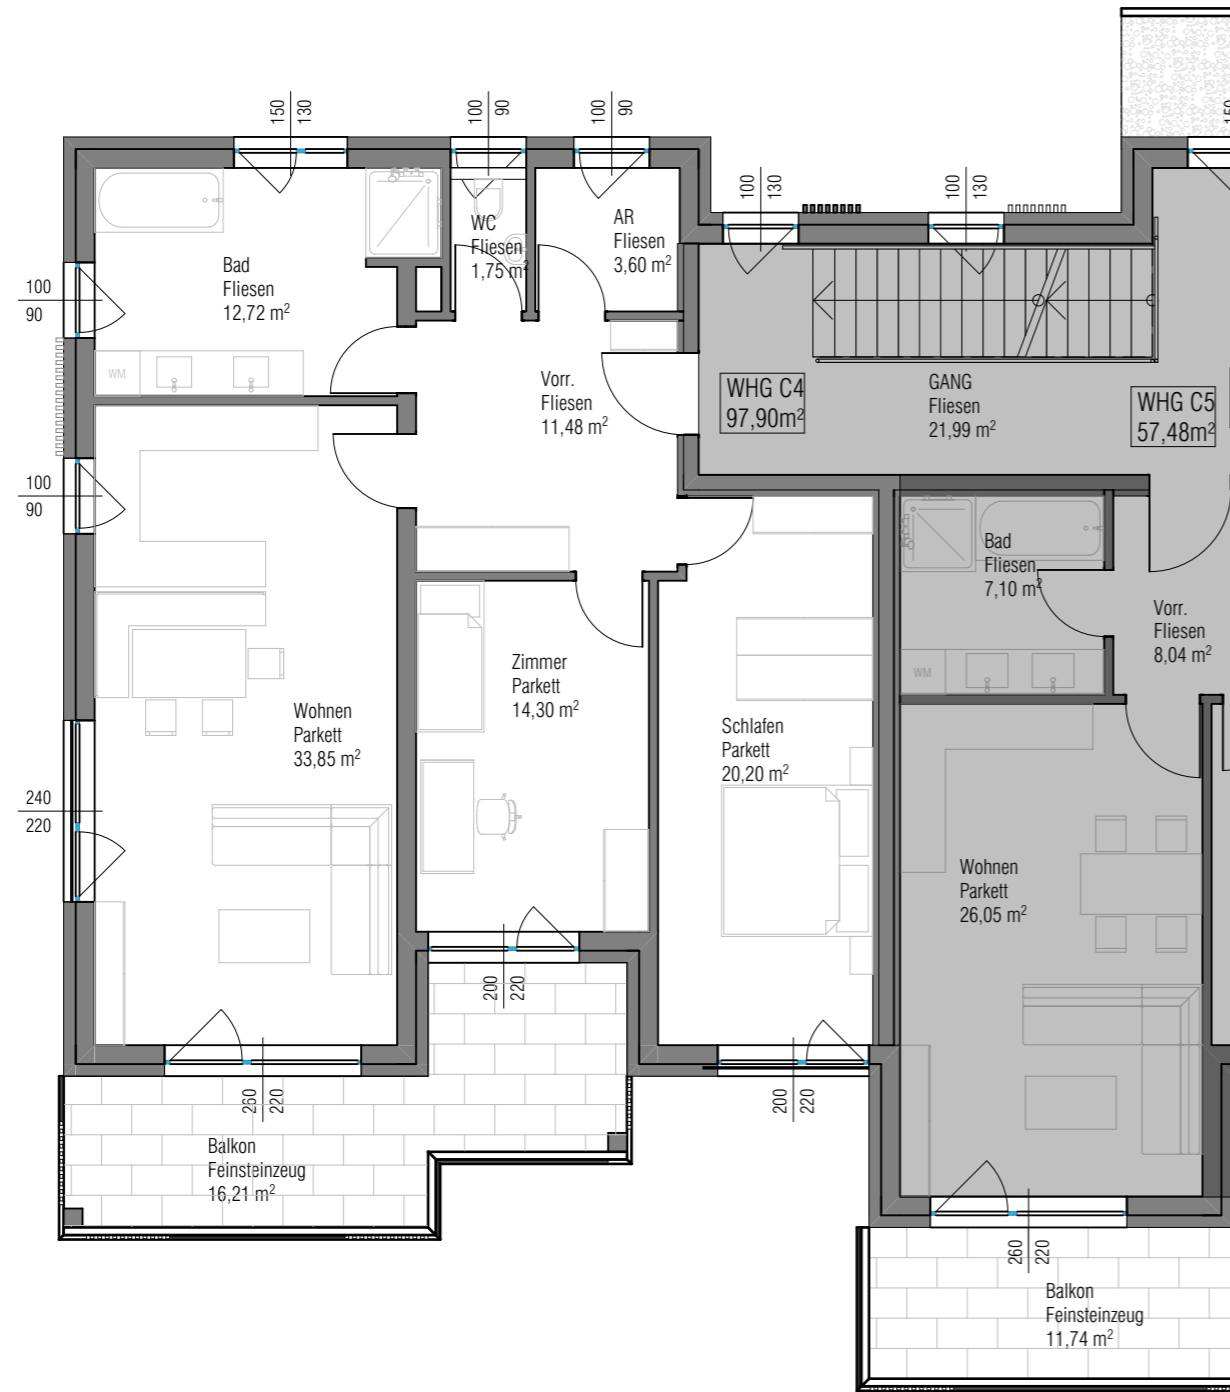 150
130
100
90
100
90
150
100
130
100
130
WC
Fliesen
1,75 m²
AR
Fliesen
3,60 m²
Bad
Fliesen
12,72 m²
100
90
WM
Vorr.
Fliesen
11,48 m²
WHG C4
97,90m²
GANG
Fliesen
21,99 m²
WHG C5
57,48m²
100
90
Bad
Fliesen
7,10 m²
Vorr.
Fliesen
8,04 m²
WM
Zimmer
Parkett
14,30 m²
Wohnen
Parkett
33,85 m²
Schlafen
Parkett
20,20 m²
240
220
Wohnen
Parkett
26,05 m²
200
220
260
220
200
220
Balkon
Feinsteinzeug
16,21 m²
260
220
Balkon
Feinsteinzeug
11,74 m²